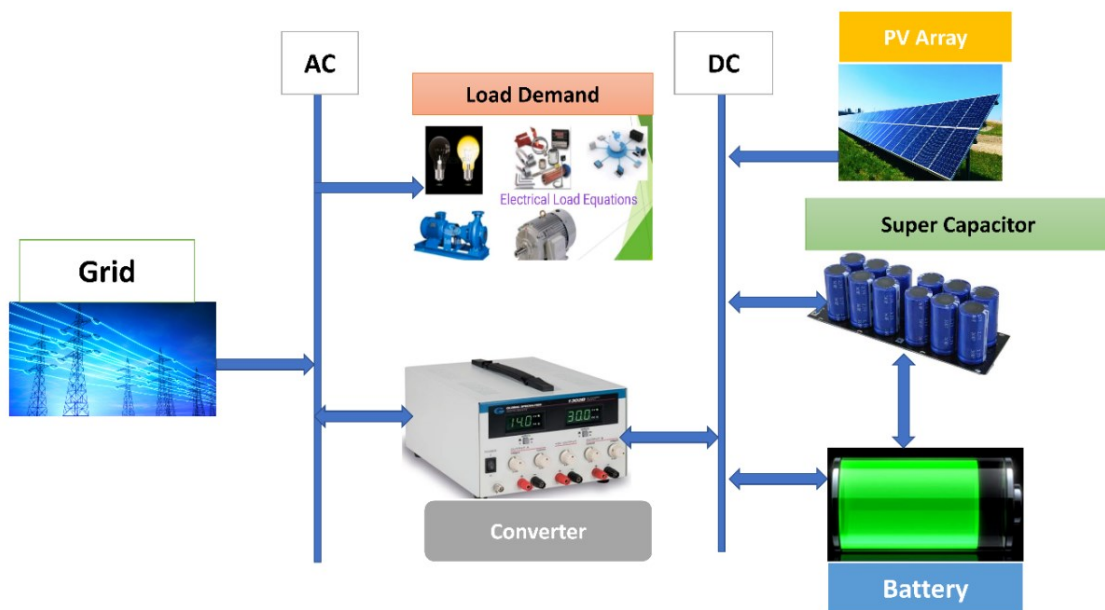 AC
DC
PV Array
Load Demand
Electrical Load Equations
Super Capacitor
Grid
14.0
30.0
Converter
Battery